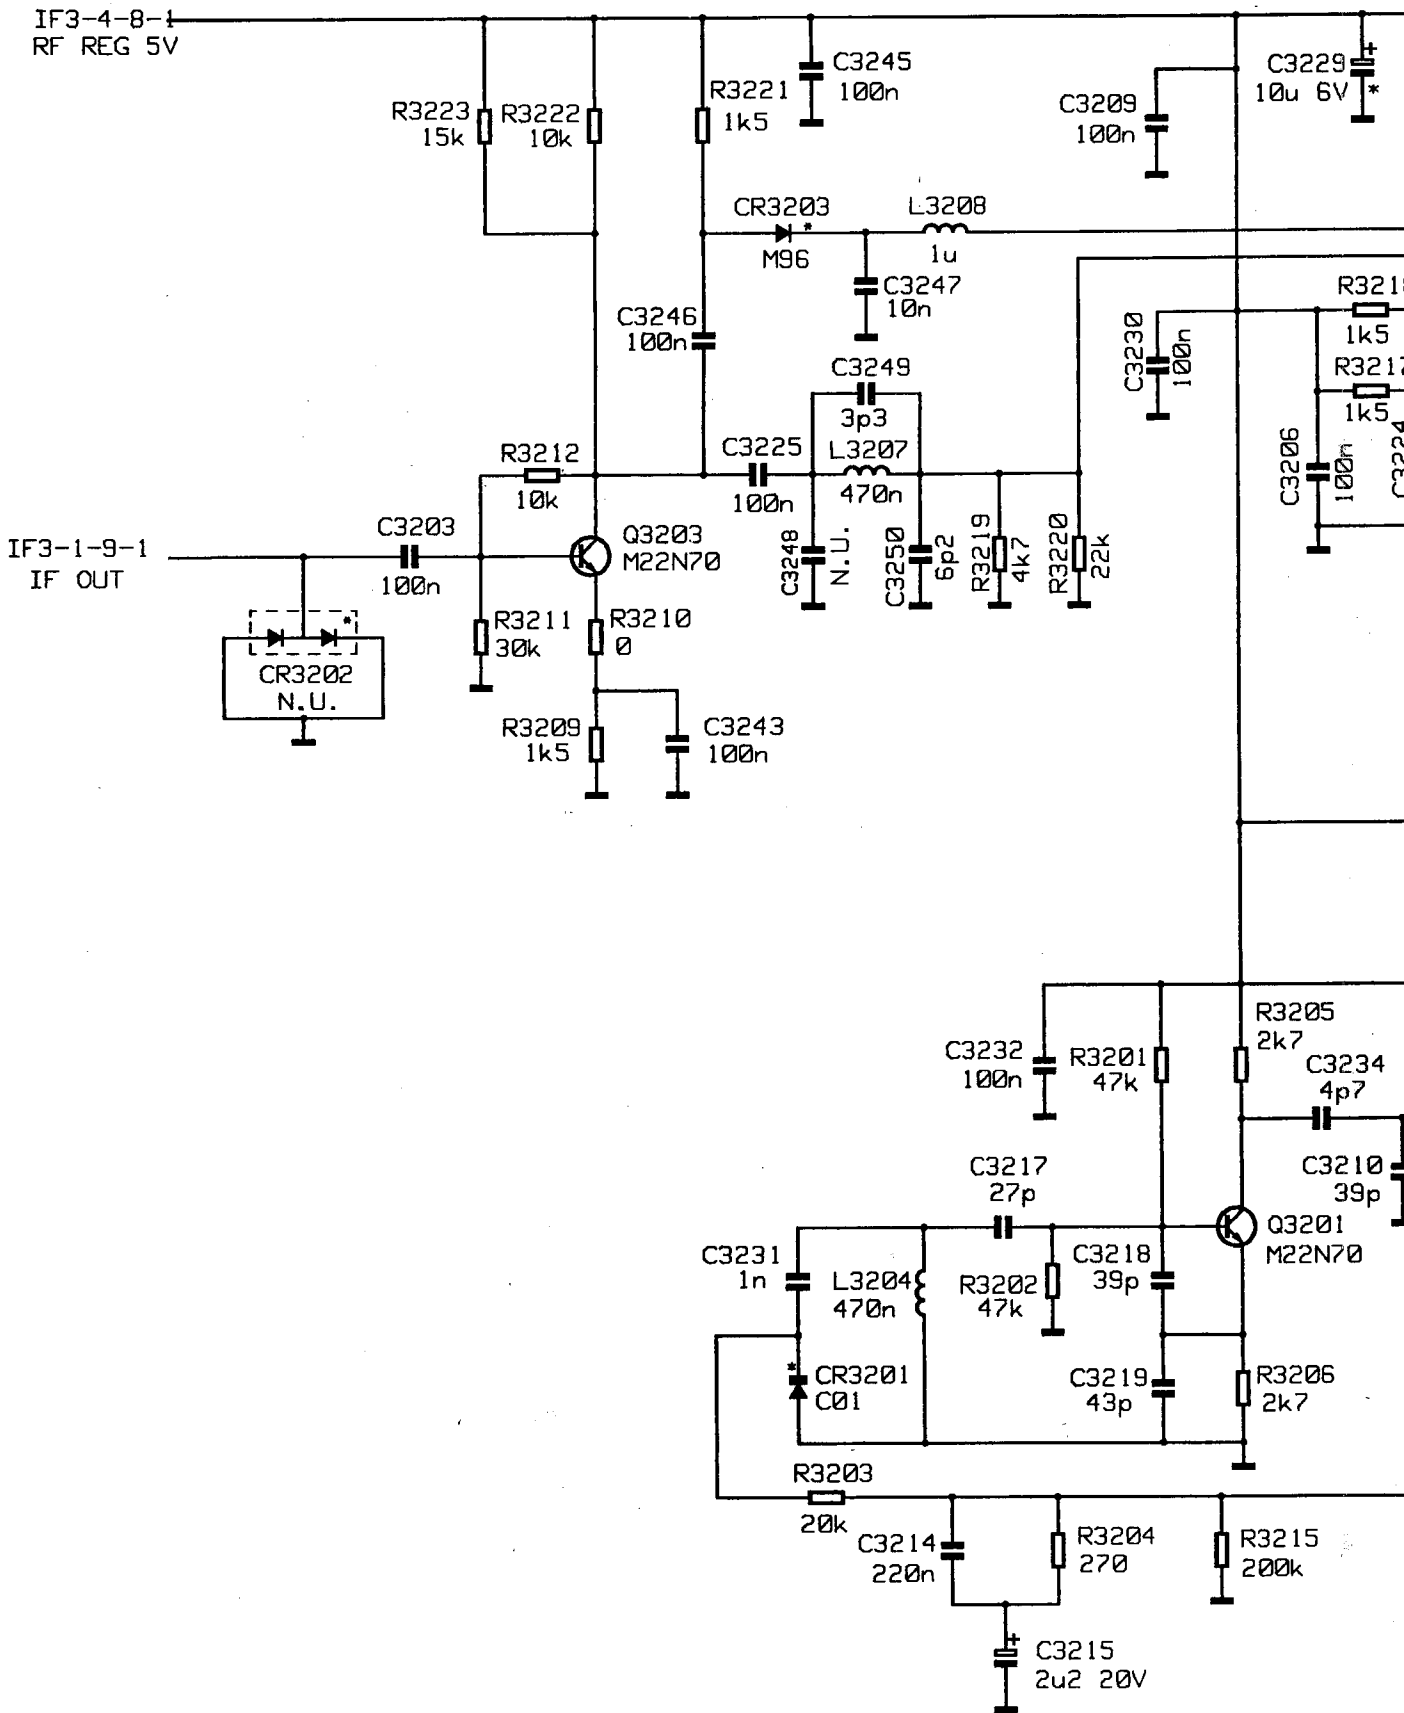 IF3-4-8-1
RF REG 5V
R3223
15k
R3222
10k
R3221
1k5
C3245
100n
C3209
100n
C3229
10u 6V
+
*
CR3203
*
M96
L3208
1u
C3247
10n
C3246
100n
C3230
100n
1k5
1k5
C3206
100n
C3249
3p3
L3207
470n
C3225
100n
R3212
10k
C3203
100n
IF3-1-9-1
IF OUT
Q3203
M22N70
C3248
N.U.
C3250
6p2
R3219
4k7
R3220
22k
*
CR3202
N.U.
R3211
30k
R3210
0
R3209
1k5
C3243
100n
R3205
2k7
C3232
100n
R3201
47k
C3234
4p7
C3210
39p
C3217
27p
Q3201
M22N70
C3231
1n
L3204
470n
R3202
47k
C3218
39p
*
CR3201
C01
C3219
43p
R3206
2k7
R3203
20k
C3214
220n
R3204
270
R3215
200k
+
C3215
2u2 20V